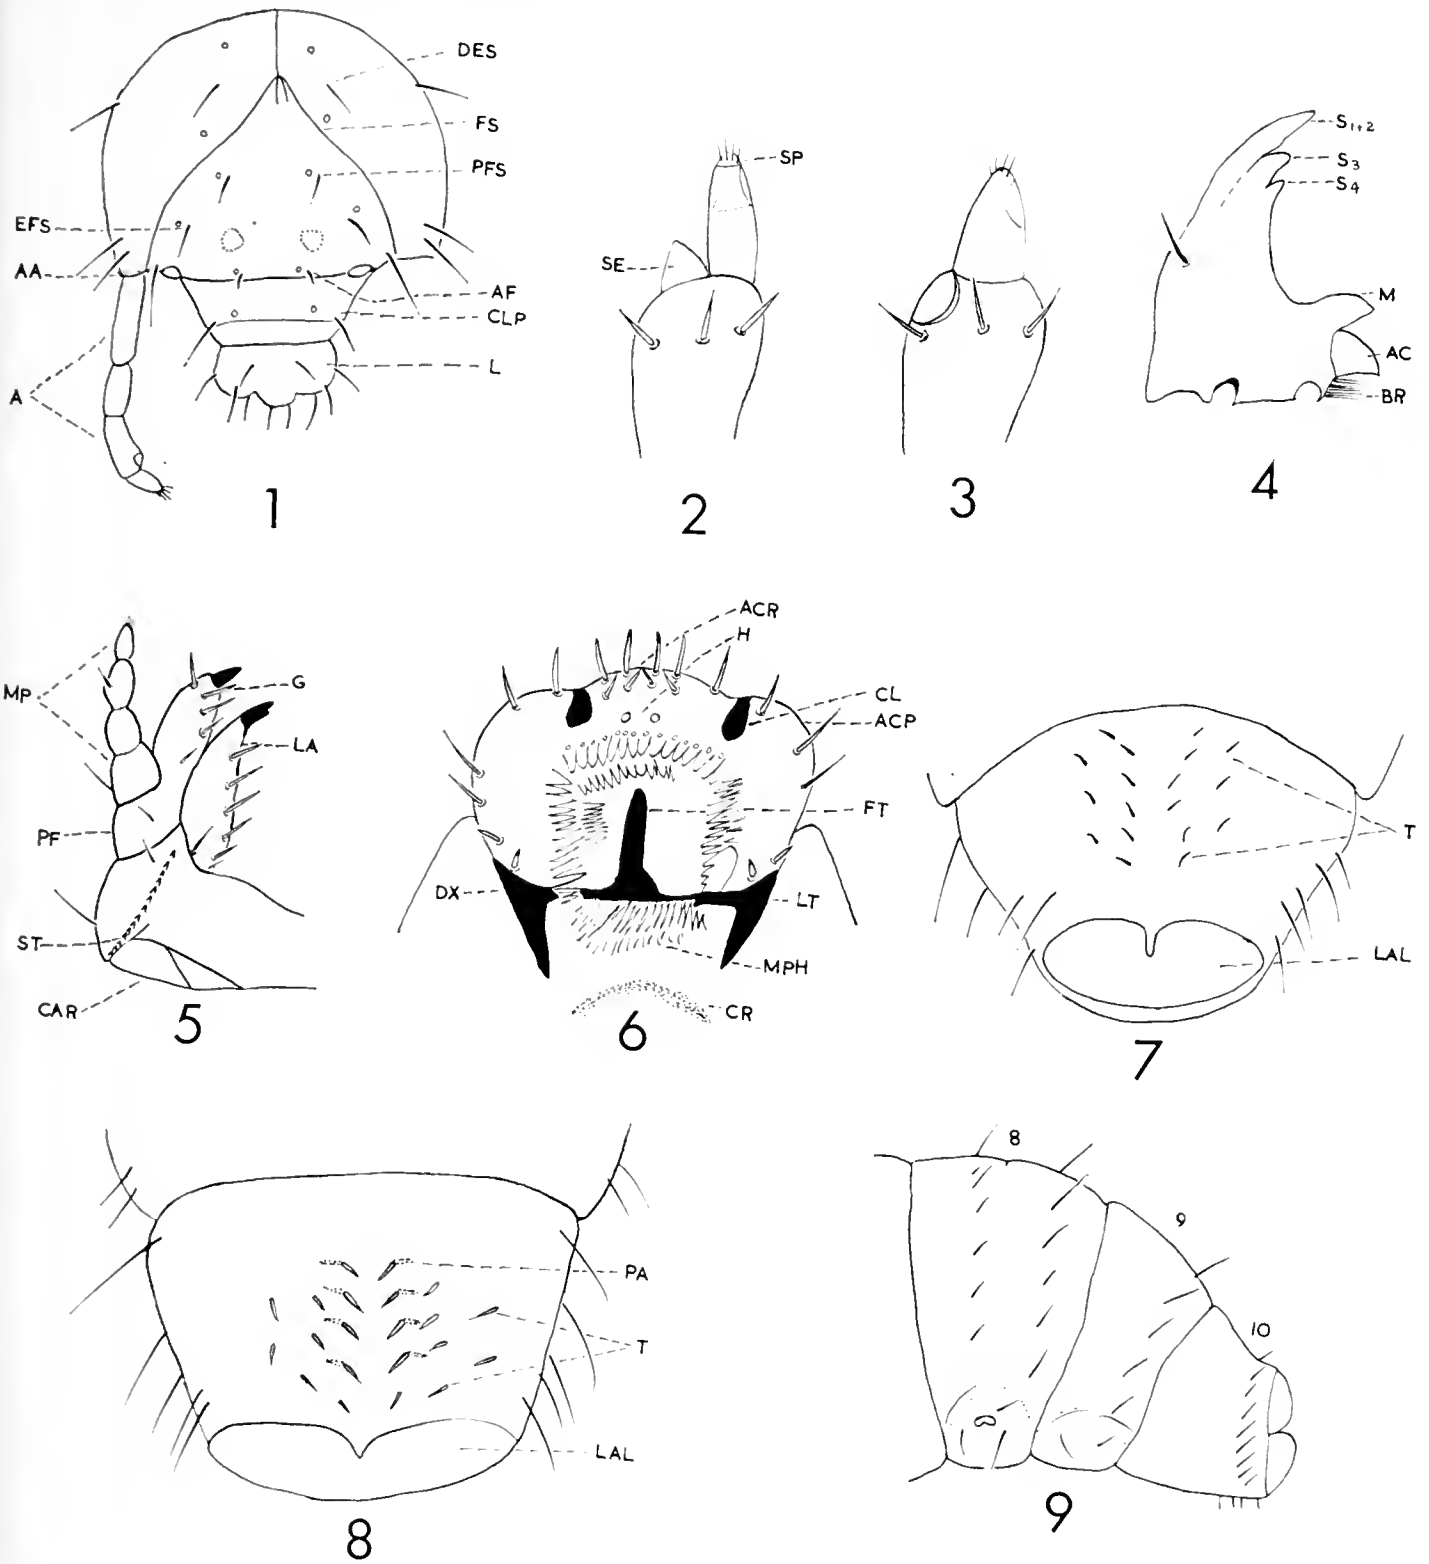 DES
FS
PFS
EFS
AA
AF
CLP
L
A
1
SP
SE
2
3
S1+2
S3
S4
M
AC
BR
4
MP
G
LA
PF
ST
CAR
5
ACR
H
CL
ACP
FT
DX
LT
MPH
CR
6
T
LAL
7
PA
T
LAL
8
8
9
10
9